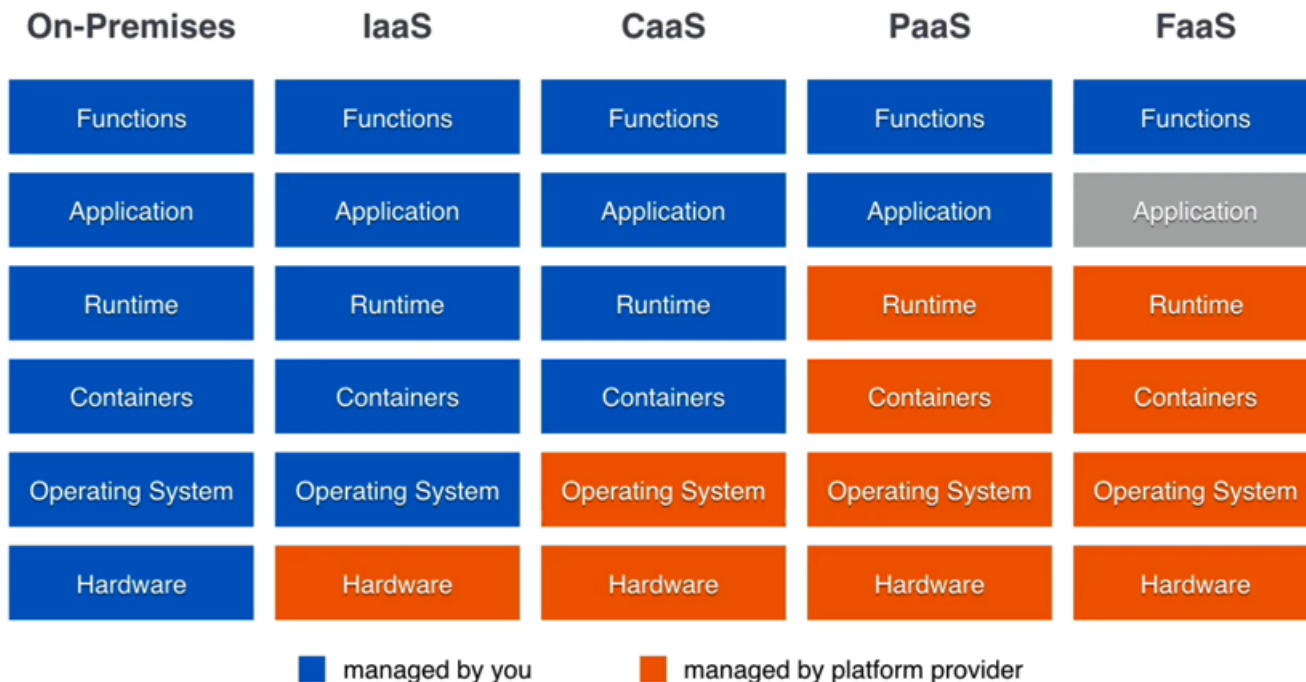 On-Premises IaaS CaaS PaaS FaaS
Functions Functions Functions Functions Functions
Application Application Application Application Application
Runtime Runtime Runtime Runtime Runtime
Containers Containers Containers Containers Containers
Operating System Operating System Operating System Operating System Operating System
Hardware Hardware Hardware Hardware Hardware
managed by you managed by platform provider